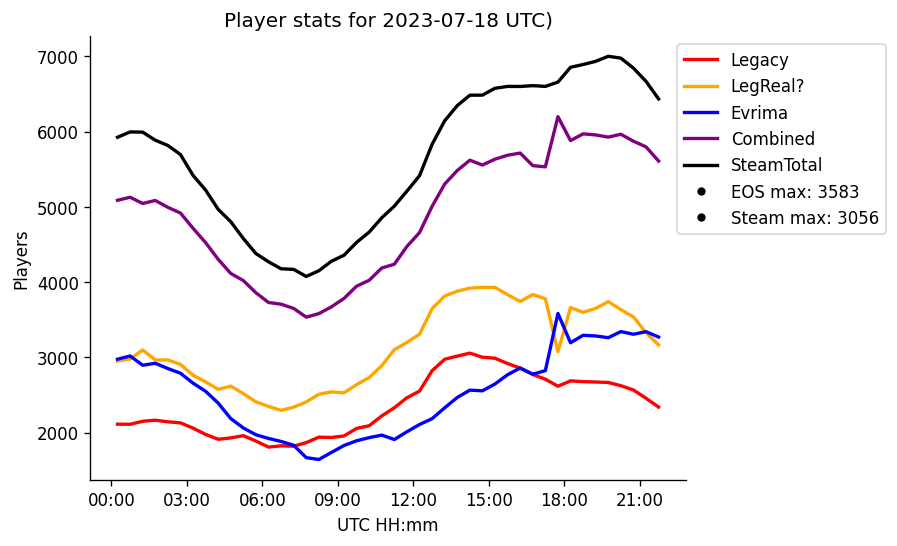 Player stats for 2023-07-18 UTC)
7000
6000
5000
4000
3000
2000
Players
00:00 03:00 06:00 09:00 12:00 15:00 18:00 21:00
UTC HH:mm
Legacy
LegReal?
Evrima
Combined
SteamTotal
EOS max: 3583
Steam max: 3056